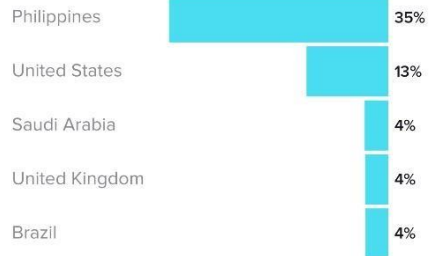 Philippines 35%
United States 13%
Saudi Arabia 4%
United Kingdom 4%
Brazil 4%